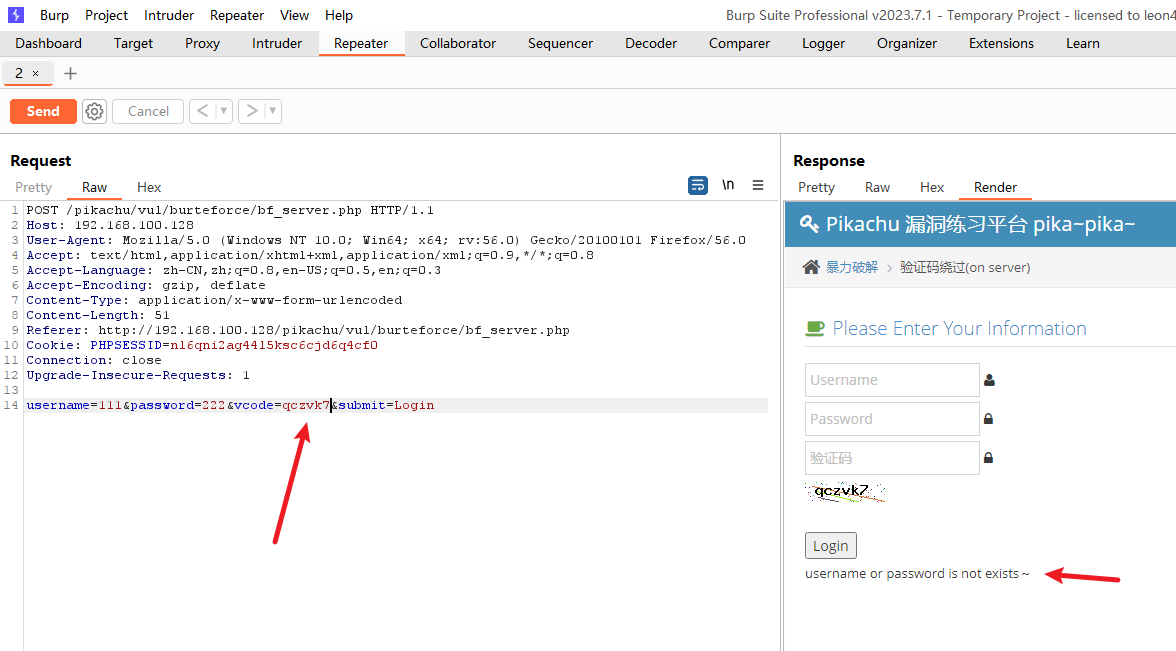 Burp Project Intruder Repeater View Help Burp Suite Professional v2023.7.1 - Temporary Project - licensed to leon4
Dashboard Target Proxy Intruder Repeater Collaborator Sequencer Decoder Comparer Logger Organizer Extensions Learn
2 × +
Send Cancel < >
Request
Pretty Raw Hex \n
1 POST /pikachu/vul/burteforce/bf_server.php HTTP/1.1
2 Host: 192.168.100.128
3 User-Agent: Mozilla/5.0 (Windows NT 10.0; Win64; x64; rv:56.0) Gecko/20100101 Firefox/56.0
4 Accept: text/html,application/xhtml+xml,application/xml;q=0.9,*/*;q=0.8
5 Accept-Language: zh-CN,zh;q=0.8,en-US;q=0.5,en;q=0.3
6 Accept-Encoding: gzip, deflate
7 Content-Type: application/x-www-form-urlencoded
8 Content-Length: 51
9 Referer: http://192.168.100.128/pikachu/vul/burteforce/bf_server.php
10 Cookie: PHPSESSID=nl6qni2ag44l5ksc6cjd6q4cf0
11 Connection: close
12 Upgrade-Insecure-Requests: 1
13
14 username=111&password=222&vcode=qczvk7&submit=Login
Response
Pretty Raw Hex Render
Pikachu 漏洞练习平台 pika~pika~
暴力破解 > 验证码绕过(on server)
Please Enter Your Information
Username
Password
验证码
qczvk7
Login
username or password is not exists～